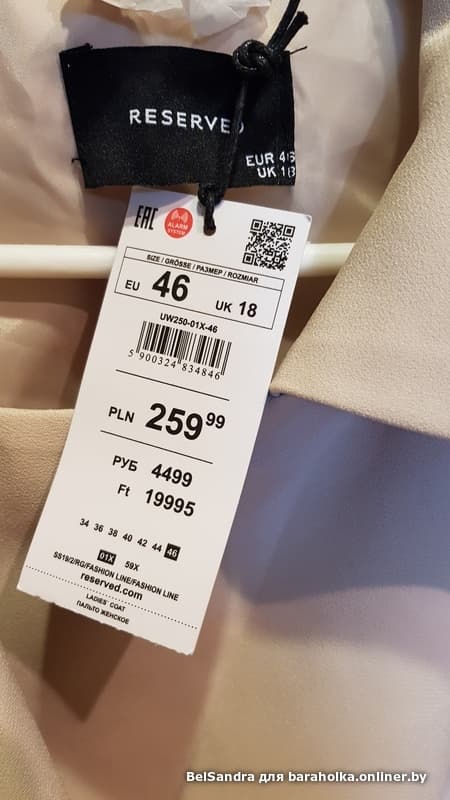 RESERVED
EUR 46
UK 18
EAC
ALARM
SYSTEM
SIZE / GRÖSSE / РАЗМЕР / ROZMIAR
EU 46 UK 18
UW250-01X-46
5 900324 834846
PLN 259 99
РУБ 4499
Ft 19995
34 36 38 40 42 44 46
01X 59X
SS19/2/RG/FASHION LINE/FASHION LINE
reserved.com
LADIES' COAT
ПАЛЬТО ЖЕНСКОЕ
BelSandra для baraholka.onliner.by